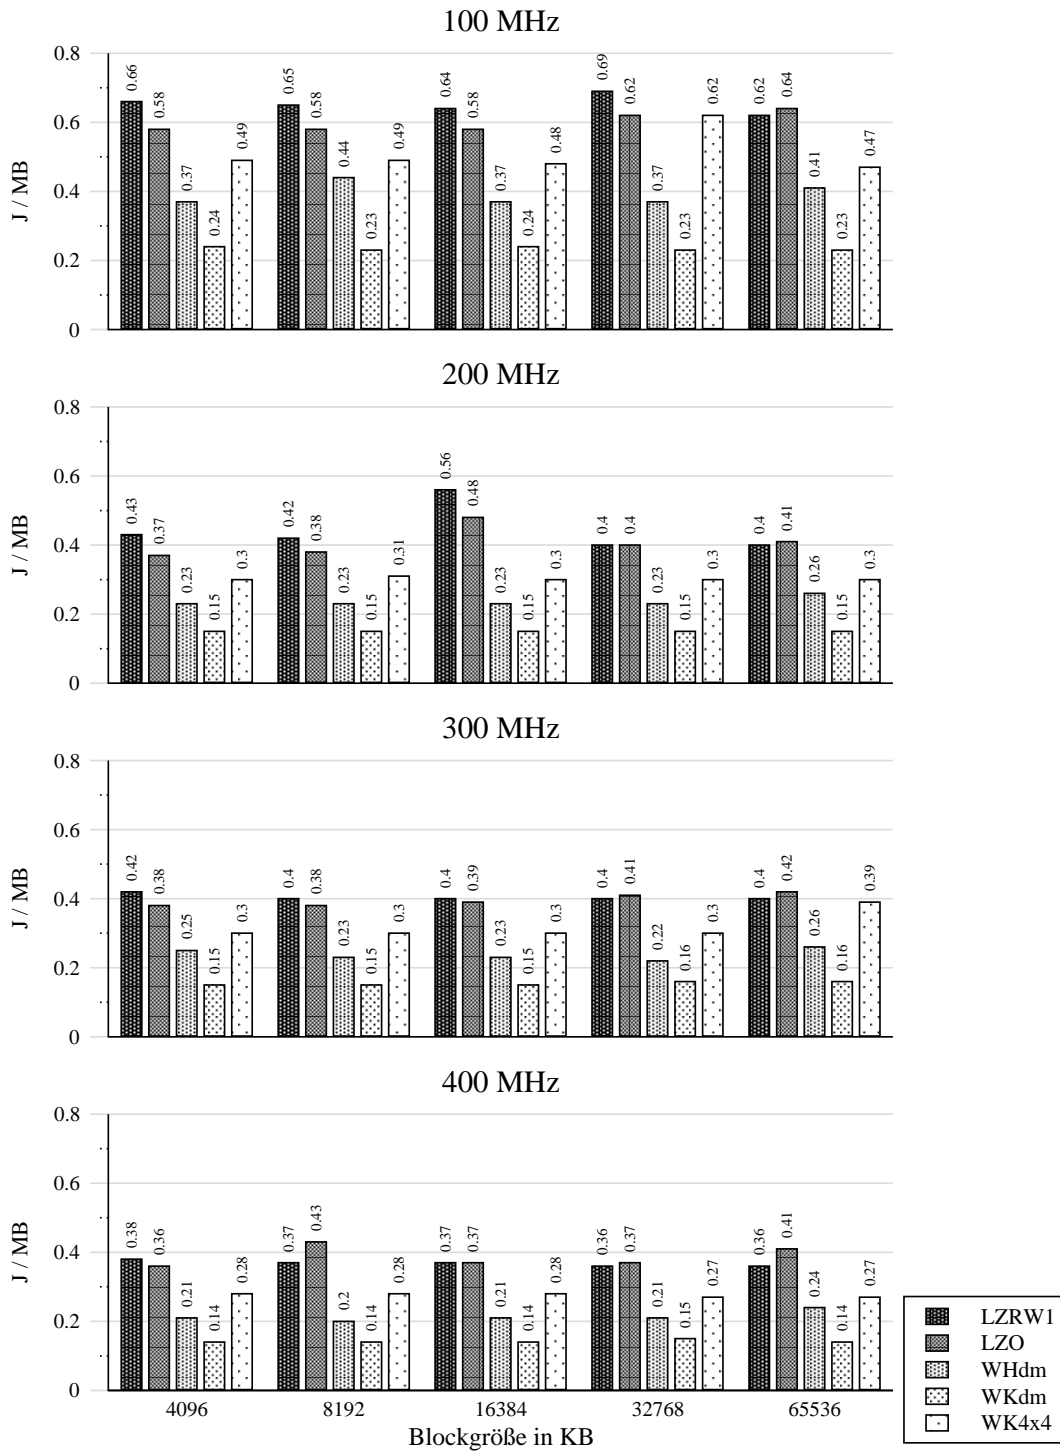 100 MHz
0.8
0.6
0.4
0.2
0
J / MB
0.66 0.58 0.37 0.24 0.49
0.65 0.58 0.44 0.23 0.49
0.64 0.58 0.37 0.24 0.48
0.69 0.62 0.37 0.23 0.62
0.62 0.64 0.41 0.23 0.47
200 MHz
0.8
0.6
0.4
0.2
0
J / MB
0.43 0.37 0.23 0.15 0.3
0.42 0.38 0.23 0.15 0.31
0.56 0.48 0.23 0.15 0.3
0.4 0.4 0.23 0.15 0.3
0.4 0.41 0.26 0.15 0.3
300 MHz
0.8
0.6
0.4
0.2
0
J / MB
0.42 0.38 0.25 0.15 0.3
0.4 0.38 0.23 0.15 0.3
0.4 0.39 0.23 0.15 0.3
0.4 0.41 0.22 0.16 0.3
0.4 0.42 0.26 0.16 0.39
400 MHz
0.8
0.6
0.4
0.2
0
J / MB
0.38 0.36 0.21 0.14 0.28
0.37 0.43 0.2 0.14 0.28
0.37 0.37 0.21 0.14 0.28
0.36 0.37 0.21 0.15 0.27
0.36 0.41 0.24 0.14 0.27
4096 8192 16384 32768 65536
Blockgröße in KB
LZRW1
LZO
WHdm
WKdm
WK4x4